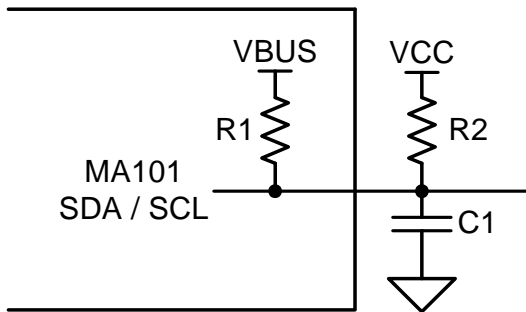 VBUS
VCC
R1
R2
MA101
SDA / SCL
C1